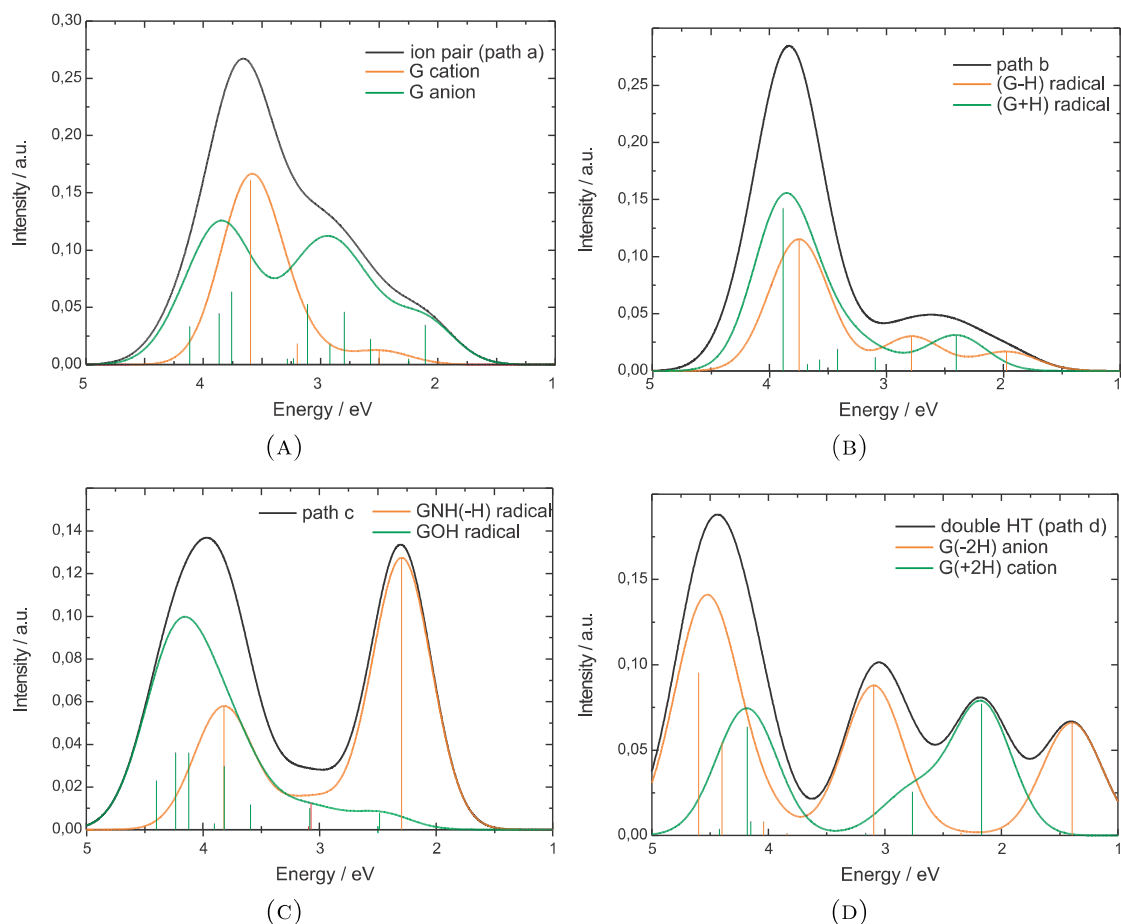 0,30
0,25
0,20
0,15
0,10
0,05
0,00
Intensity / a.u.
ion pair (path a)
G cation
G anion
5 4 3 2 1
Energy / eV
(A)
0,25
0,20
0,15
0,10
0,05
0,00
Intensity / a.u.
path b
(G-H) radical
(G+H) radical
5 4 3 2 1
Energy / eV
(B)
0,14
0,12
0,10
0,08
0,06
0,04
0,02
0,00
Intensity / a.u.
path c
GNH(-H) radical
GOH radical
5 4 3 2 1
Energy / eV
(C)
0,15
0,10
0,05
0,00
Intensity / a.u.
double HT (path d)
G(-2H) anion
G(+2H) cation
5 4 3 2 1
Energy / eV
(D)